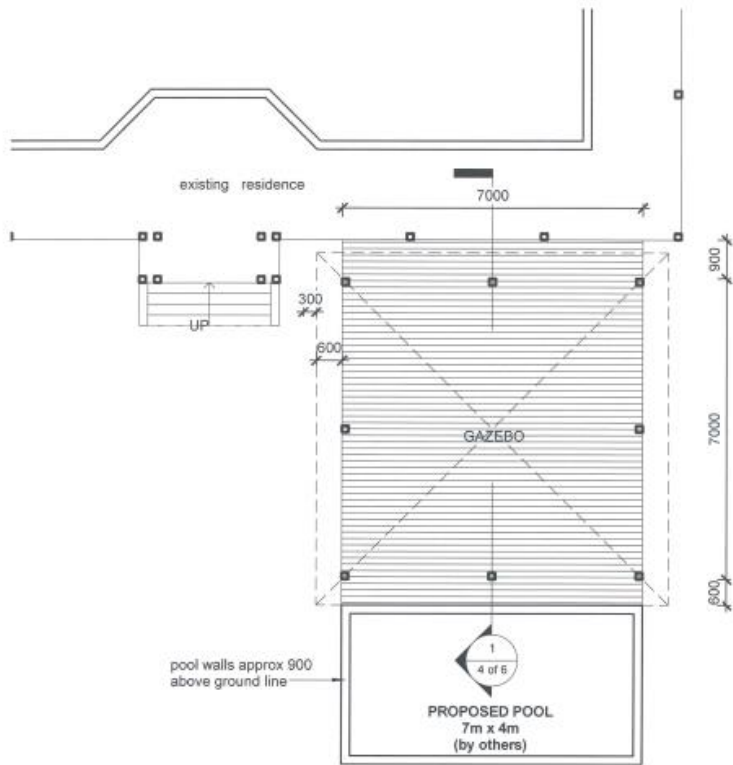 existing residence
7000
900
300
UP
600
GAZEBO
7000
600
1
4 of 6
pool walls approx 900
above ground line
PROPOSED POOL
7m x 4m
(by others)